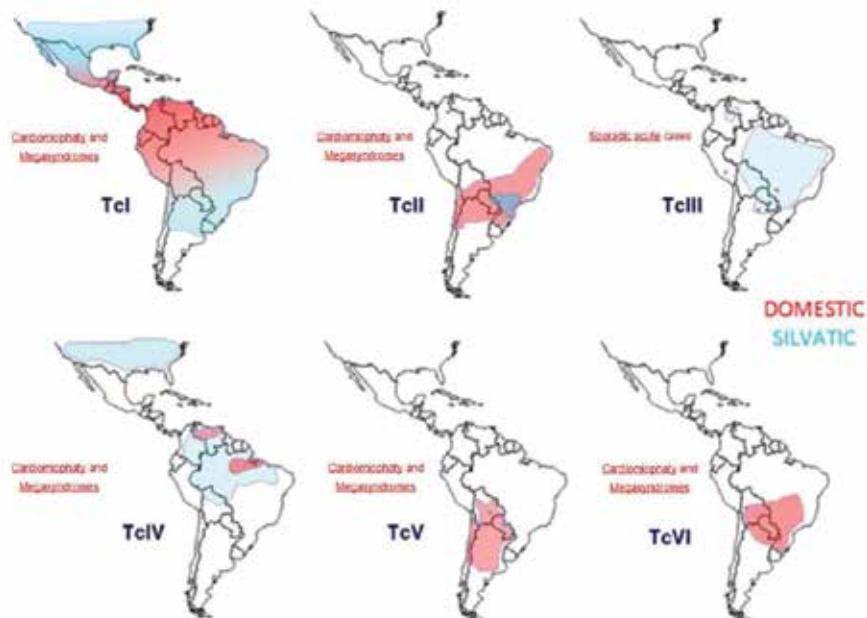 Cardiomiophaty and
Megasyndromes
TcI
Cardiomiophaty and
Megasyndromes
TcII
Sporadic acute cases
TcIII
DOMESTIC
SILVATIC
Cardiomiophaty and
Megasyndromes
TcIV
Cardiomiophaty and
Megasyndromes
TcV
Cardiomiophaty and
Megasyndromes
TcVI